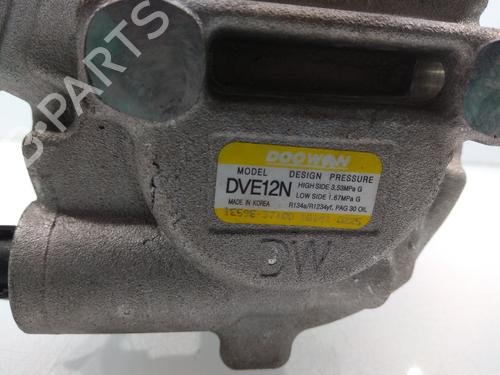 B-PARTS
B-PARTS
DOOWON
MODEL DESIGN PRESSURE
DVE12N
HIGH SIDE 3.53MPa G
LOW SIDE 1.67MPa G
MADE IN KOREA R134a/R1234yf, PAG 30 OIL
DW